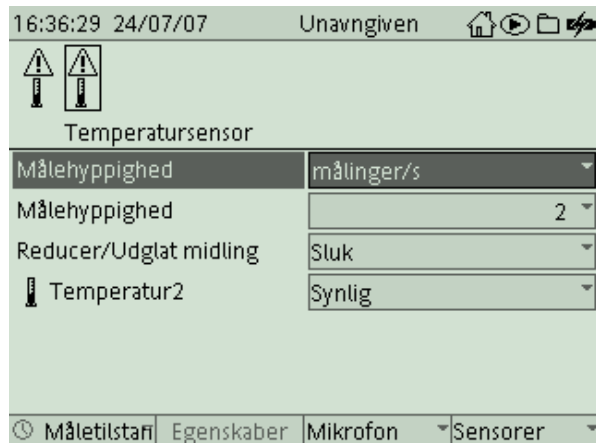 16:36:29 24/07/07 Unavngiven
Temperatursensor
Målehyppighed målinger/s
Målehyppighed 2
Reducer/Udglat midling Sluk
Temperatur2 Synlig
Egenskaber Mikrofon Sensorer